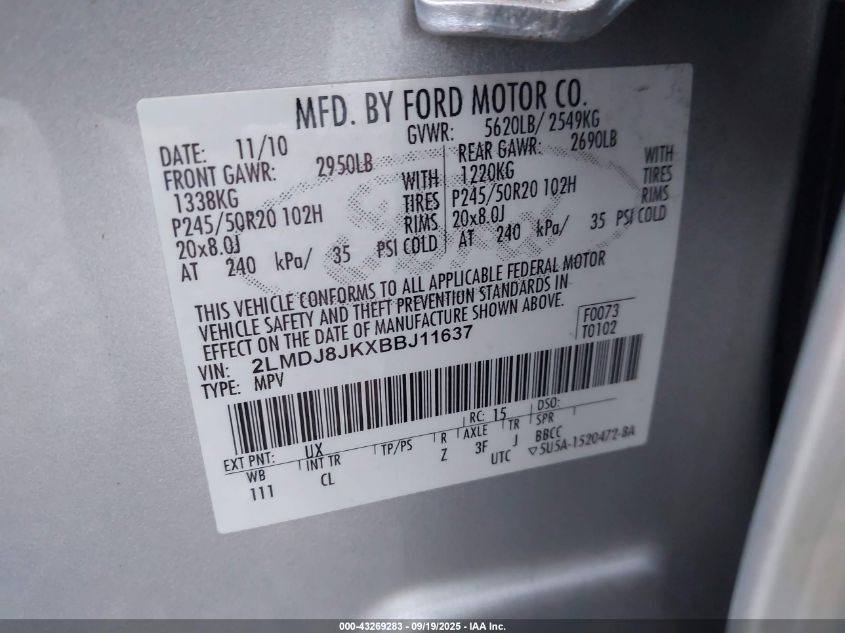 MFD. BY FORD MOTOR CO.
DATE: 11/10 GVWR: 5620LB/ 2549KG
FRONT GAWR: 2950LB REAR GAWR: 2690LB
1338KG WITH 1220KG WITH
P245/50R20 102H TIRES P245/50R20 102H TIRES
20x8.0J RIMS 20x8.0J RIMS
AT 240 kPa/ 35 PSI COLD AT 240 kPa/ 35 PSI COLD
THIS VEHICLE CONFORMS TO ALL APPLICABLE FEDERAL MOTOR
VEHICLE SAFETY AND THEFT PREVENTION STANDARDS IN
EFFECT ON THE DATE OF MANUFACTURE SHOWN ABOVE.
VIN: 2LMDJ8JKXBBJ11637 F0073
TYPE: MPV T0102
EXT PNT: UX RC: 15 DSO:
WB INT TR TP/PS R AXLE TR SPR
111 CL Z 3F J BBCC
UTC ▽5U5A-1520472-BA
000-43269283 - 09/19/2025 - IAA Inc.